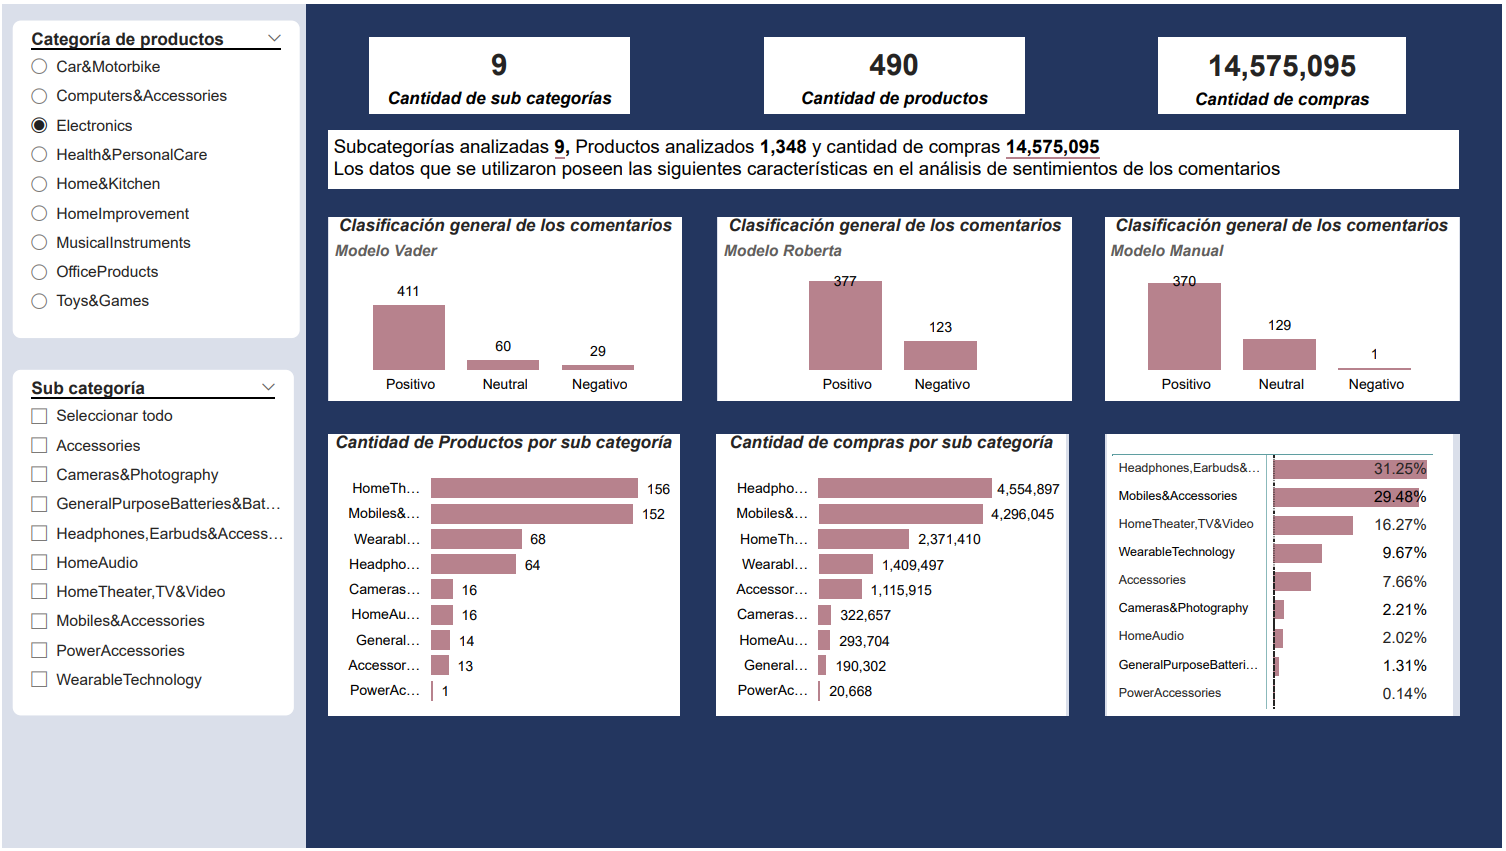 Categoría de productos
Car&Motorbike
Computers&Accessories
Electronics
Health&PersonalCare
Home&Kitchen
HomeImprovement
MusicalInstruments
OfficeProducts
Toys&Games
Sub categoría
Seleccionar todo
Accessories
Cameras&Photography
GeneralPurposeBatteries&Bat…
Headphones,Earbuds&Access…
HomeAudio
HomeTheater,TV&Video
Mobiles&Accessories
PowerAccessories
WearableTechnology
9
Cantidad de sub categorías
490
Cantidad de productos
14,575,095
Cantidad de compras
Subcategorías analizadas 9, Productos analizados 1,348 y cantidad de compras 14,575,095
Los datos que se utilizaron poseen las siguientes características en el análisis de sentimientos de los comentarios
Clasificación general de los comentarios
Modelo Vader
411
60
29
Positivo Neutral Negativo
Clasificación general de los comentarios
Modelo Roberta
377
123
Positivo Negativo
Clasificación general de los comentarios
Modelo Manual
370
129
1
Positivo Neutral Negativo
Cantidad de Productos por sub categoría
HomeTh… 156
Mobiles&… 152
Wearabl… 68
Headpho… 64
Cameras… 16
HomeAu… 16
General… 14
Accessor… 13
PowerAc… 1
Cantidad de compras por sub categoría
Headpho… 4,554,897
Mobiles&… 4,296,045
HomeTh… 2,371,410
Wearabl… 1,409,497
Accessor… 1,115,915
Cameras… 322,657
HomeAu… 293,704
General… 190,302
PowerAc… 20,668
Headphones,Earbuds&… 31.25%
Mobiles&Accessories 29.48%
HomeTheater,TV&Video 16.27%
WearableTechnology 9.67%
Accessories 7.66%
Cameras&Photography 2.21%
HomeAudio 2.02%
GeneralPurposeBatteri… 1.31%
PowerAccessories 0.14%